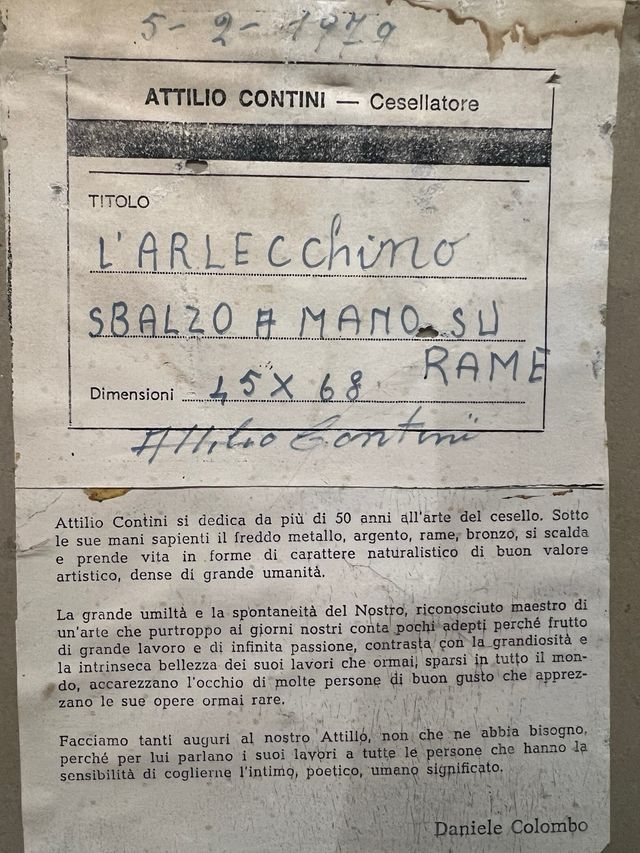 5-2-1979
ATTILIO CONTINI — Cesellatore
TITOLO
L'ARLECChiNO
SBALZO A MANO SU
RAME
Dimensioni 45X68
Attilio Contini
Attilio Contini si dedica da più di 50 anni all'arte del cesello. Sotto
le sue mani sapienti il freddo metallo, argento, rame, bronzo, si scalda
e prende vita in forme di carattere naturalistico di buon valore
artistico, dense di grande umanità.
La grande umiltà e la spontaneità del Nostro, riconosciuto maestro di
un'arte che purtroppo ai giorni nostri conta pochi adepti perché frutto
di grande lavoro e di infinita passione, contrasta con la grandiosità e
la intrinseca bellezza dei suoi lavori che ormai, sparsi in tutto il mon-
do, accarezzano l'occhio di molte persone di buon gusto che apprez-
zano le sue opere ormai rare.
Facciamo tanti auguri al nostro Attilio, non che ne abbia bisogno,
perché per lui parlano i suoi lavori a tutte le persone che hanno la
sensibilità di coglierne l'intimo, poetico, umano significato.
Daniele Colombo